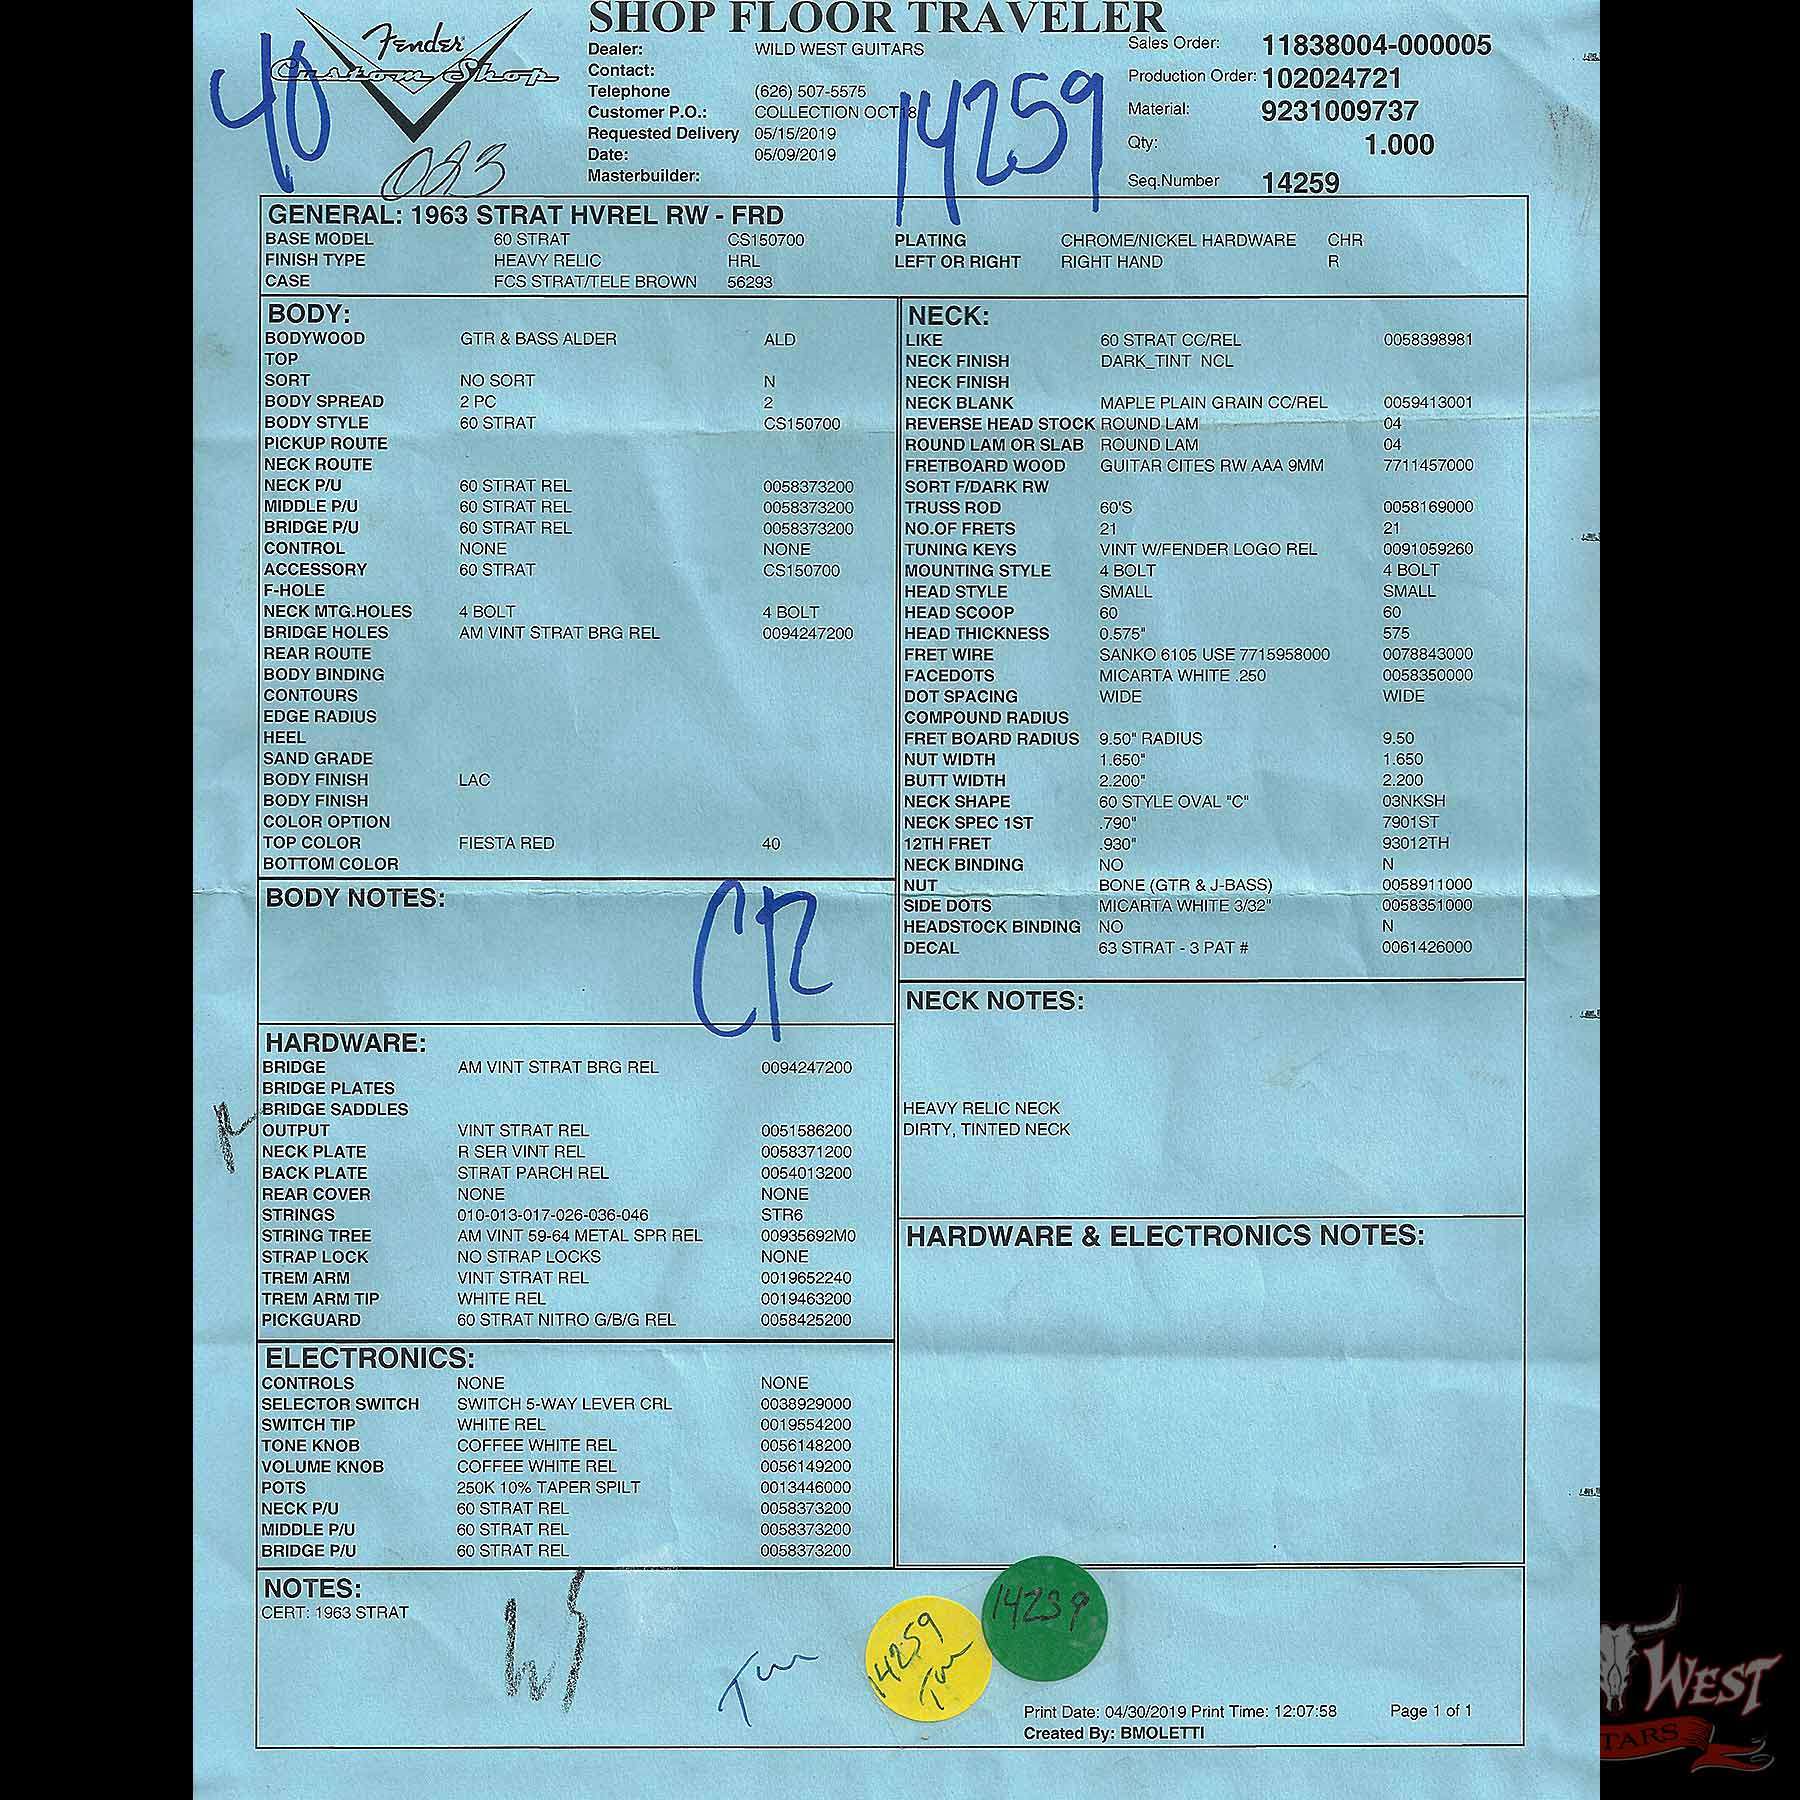 SHOP FLOOR TRAVELER
Fender
Custom Shop
40
023
14259
Dealer: WILD WEST GUITARS
Contact:
Telephone (626) 507-5575
Customer P.O.: COLLECTION OCT18
Requested Delivery 05/15/2019
Date: 05/09/2019
Masterbuilder:
Sales Order: 11838004-000005
Production Order: 102024721
Material: 9231009737
Qty: 1.000
Seq.Number 14259
GENERAL: 1963 STRAT HVREL RW - FRD
BASE MODEL 60 STRAT CS150700
FINISH TYPE HEAVY RELIC HRL
CASE FCS STRAT/TELE BROWN 56293
PLATING CHROME/NICKEL HARDWARE CHR
LEFT OR RIGHT RIGHT HAND R
BODY:
BODYWOOD GTR & BASS ALDER ALD
TOP
SORT NO SORT N
BODY SPREAD 2 PC 2
BODY STYLE 60 STRAT CS150700
PICKUP ROUTE
NECK ROUTE
NECK P/U 60 STRAT REL 0058373200
MIDDLE P/U 60 STRAT REL 0058373200
BRIDGE P/U 60 STRAT REL 0058373200
CONTROL NONE NONE
ACCESSORY 60 STRAT CS150700
F-HOLE
NECK MTG.HOLES 4 BOLT 4 BOLT
BRIDGE HOLES AM VINT STRAT BRG REL 0094247200
REAR ROUTE
BODY BINDING
CONTOURS
EDGE RADIUS
HEEL
SAND GRADE
BODY FINISH LAC
BODY FINISH
COLOR OPTION
TOP COLOR FIESTA RED 40
BOTTOM COLOR
BODY NOTES:
CR
HARDWARE:
BRIDGE AM VINT STRAT BRG REL 0094247200
BRIDGE PLATES
BRIDGE SADDLES
OUTPUT VINT STRAT REL 0051586200
NECK PLATE R SER VINT REL 0058371200
BACK PLATE STRAT PARCH REL 0054013200
REAR COVER NONE NONE
STRINGS 010-013-017-026-036-046 STR6
STRING TREE AM VINT 59-64 METAL SPR REL 00935692M0
STRAP LOCK NO STRAP LOCKS NONE
TREM ARM VINT STRAT REL 0019652240
TREM ARM TIP WHITE REL 0019463200
PICKGUARD 60 STRAT NITRO G/B/G REL 0058425200
ELECTRONICS:
CONTROLS NONE NONE
SELECTOR SWITCH SWITCH 5-WAY LEVER CRL 0038929000
SWITCH TIP WHITE REL 0019554200
TONE KNOB COFFEE WHITE REL 0056148200
VOLUME KNOB COFFEE WHITE REL 0056149200
POTS 250K 10% TAPER SPILT 0013446000
NECK P/U 60 STRAT REL 0058373200
MIDDLE P/U 60 STRAT REL 0058373200
BRIDGE P/U 60 STRAT REL 0058373200
NECK:
LIKE 60 STRAT CC/REL 0058398981
NECK FINISH DARK_TINT NCL
NECK FINISH
NECK BLANK MAPLE PLAIN GRAIN CC/REL 0059413001
REVERSE HEAD STOCK ROUND LAM 04
ROUND LAM OR SLAB ROUND LAM 04
FRETBOARD WOOD GUITAR CITES RW AAA 9MM 7711457000
SORT F/DARK RW
TRUSS ROD 60'S 0058169000
NO.OF FRETS 21 21
TUNING KEYS VINT W/FENDER LOGO REL 0091059260
MOUNTING STYLE 4 BOLT 4 BOLT
HEAD STYLE SMALL SMALL
HEAD SCOOP 60 60
HEAD THICKNESS 0.575" 575
FRET WIRE SANKO 6105 USE 7715958000 0078843000
FACEDOTS MICARTA WHITE .250 0058350000
DOT SPACING WIDE WIDE
COMPOUND RADIUS
FRET BOARD RADIUS 9.50" RADIUS 9.50
NUT WIDTH 1.650" 1.650
BUTT WIDTH 2.200" 2.200
NECK SHAPE 60 STYLE OVAL "C" 03NKSH
NECK SPEC 1ST .790" 7901ST
12TH FRET .930" 93012TH
NECK BINDING NO N
NUT BONE (GTR & J-BASS) 0058911000
SIDE DOTS MICARTA WHITE 3/32" 0058351000
HEADSTOCK BINDING NO N
DECAL 63 STRAT - 3 PAT # 0061426000
NECK NOTES:
HEAVY RELIC NECK
DIRTY, TINTED NECK
HARDWARE & ELECTRONICS NOTES:
NOTES:
CERT: 1963 STRAT
14259
14259
Print Date: 04/30/2019 Print Time: 12:07:58 Page 1 of 1
Created By: BMOLETTI
WEST
TARS